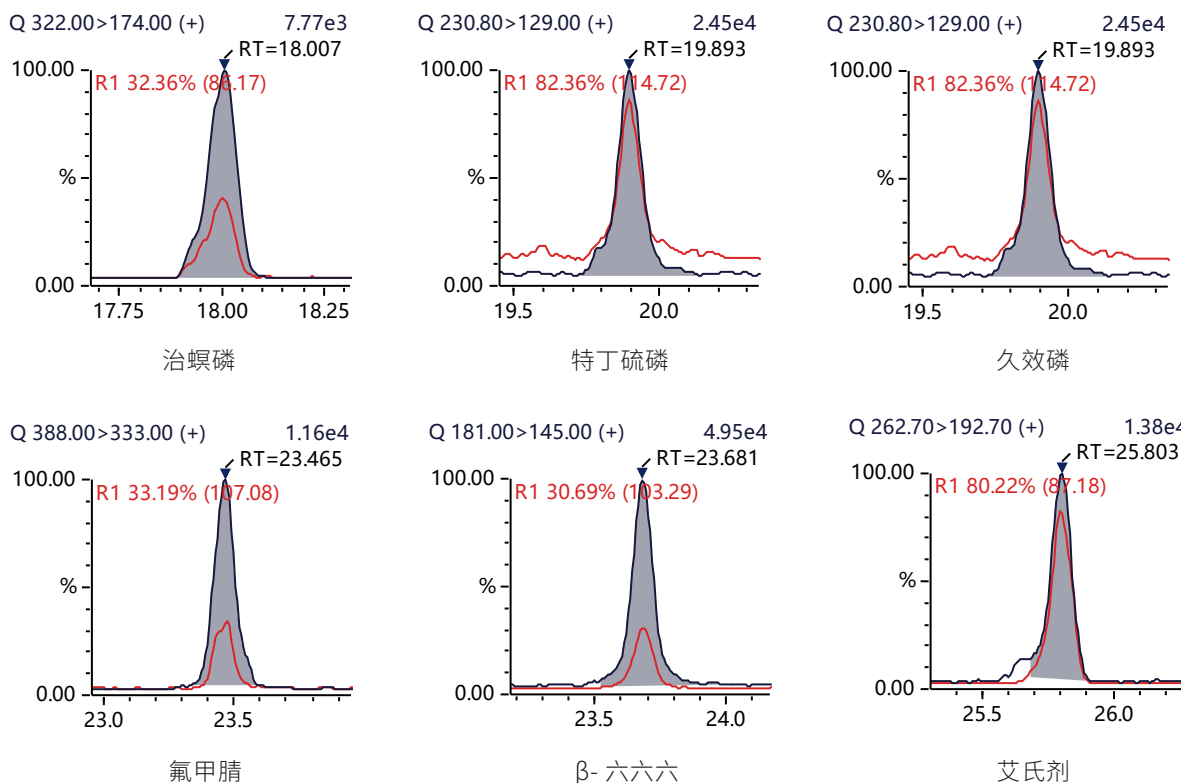 Q 322.00>174.00 (+) 7.77e3
RT=18.007
100.00
R1 32.36% (86.17)
%
0.00
17.75 18.00 18.25
治螟磷
Q 230.80>129.00 (+) 2.45e4
RT=19.893
100.00
R1 82.36% (114.72)
%
0.00
19.5 20.0
特丁硫磷
Q 230.80>129.00 (+) 2.45e4
RT=19.893
100.00
R1 82.36% (114.72)
%
0.00
19.5 20.0
久效磷
Q 388.00>333.00 (+) 1.16e4
RT=23.465
100.00
R1 33.19% (107.08)
%
0.00
23.0 23.5
氟甲腈
Q 181.00>145.00 (+) 4.95e4
RT=23.681
100.00
R1 30.69% (103.29)
%
0.00
23.5 24.0
β- 六六六
Q 262.70>192.70 (+) 1.38e4
RT=25.803
100.00
R1 80.22% (87.18)
%
0.00
25.5 26.0
艾氏剂